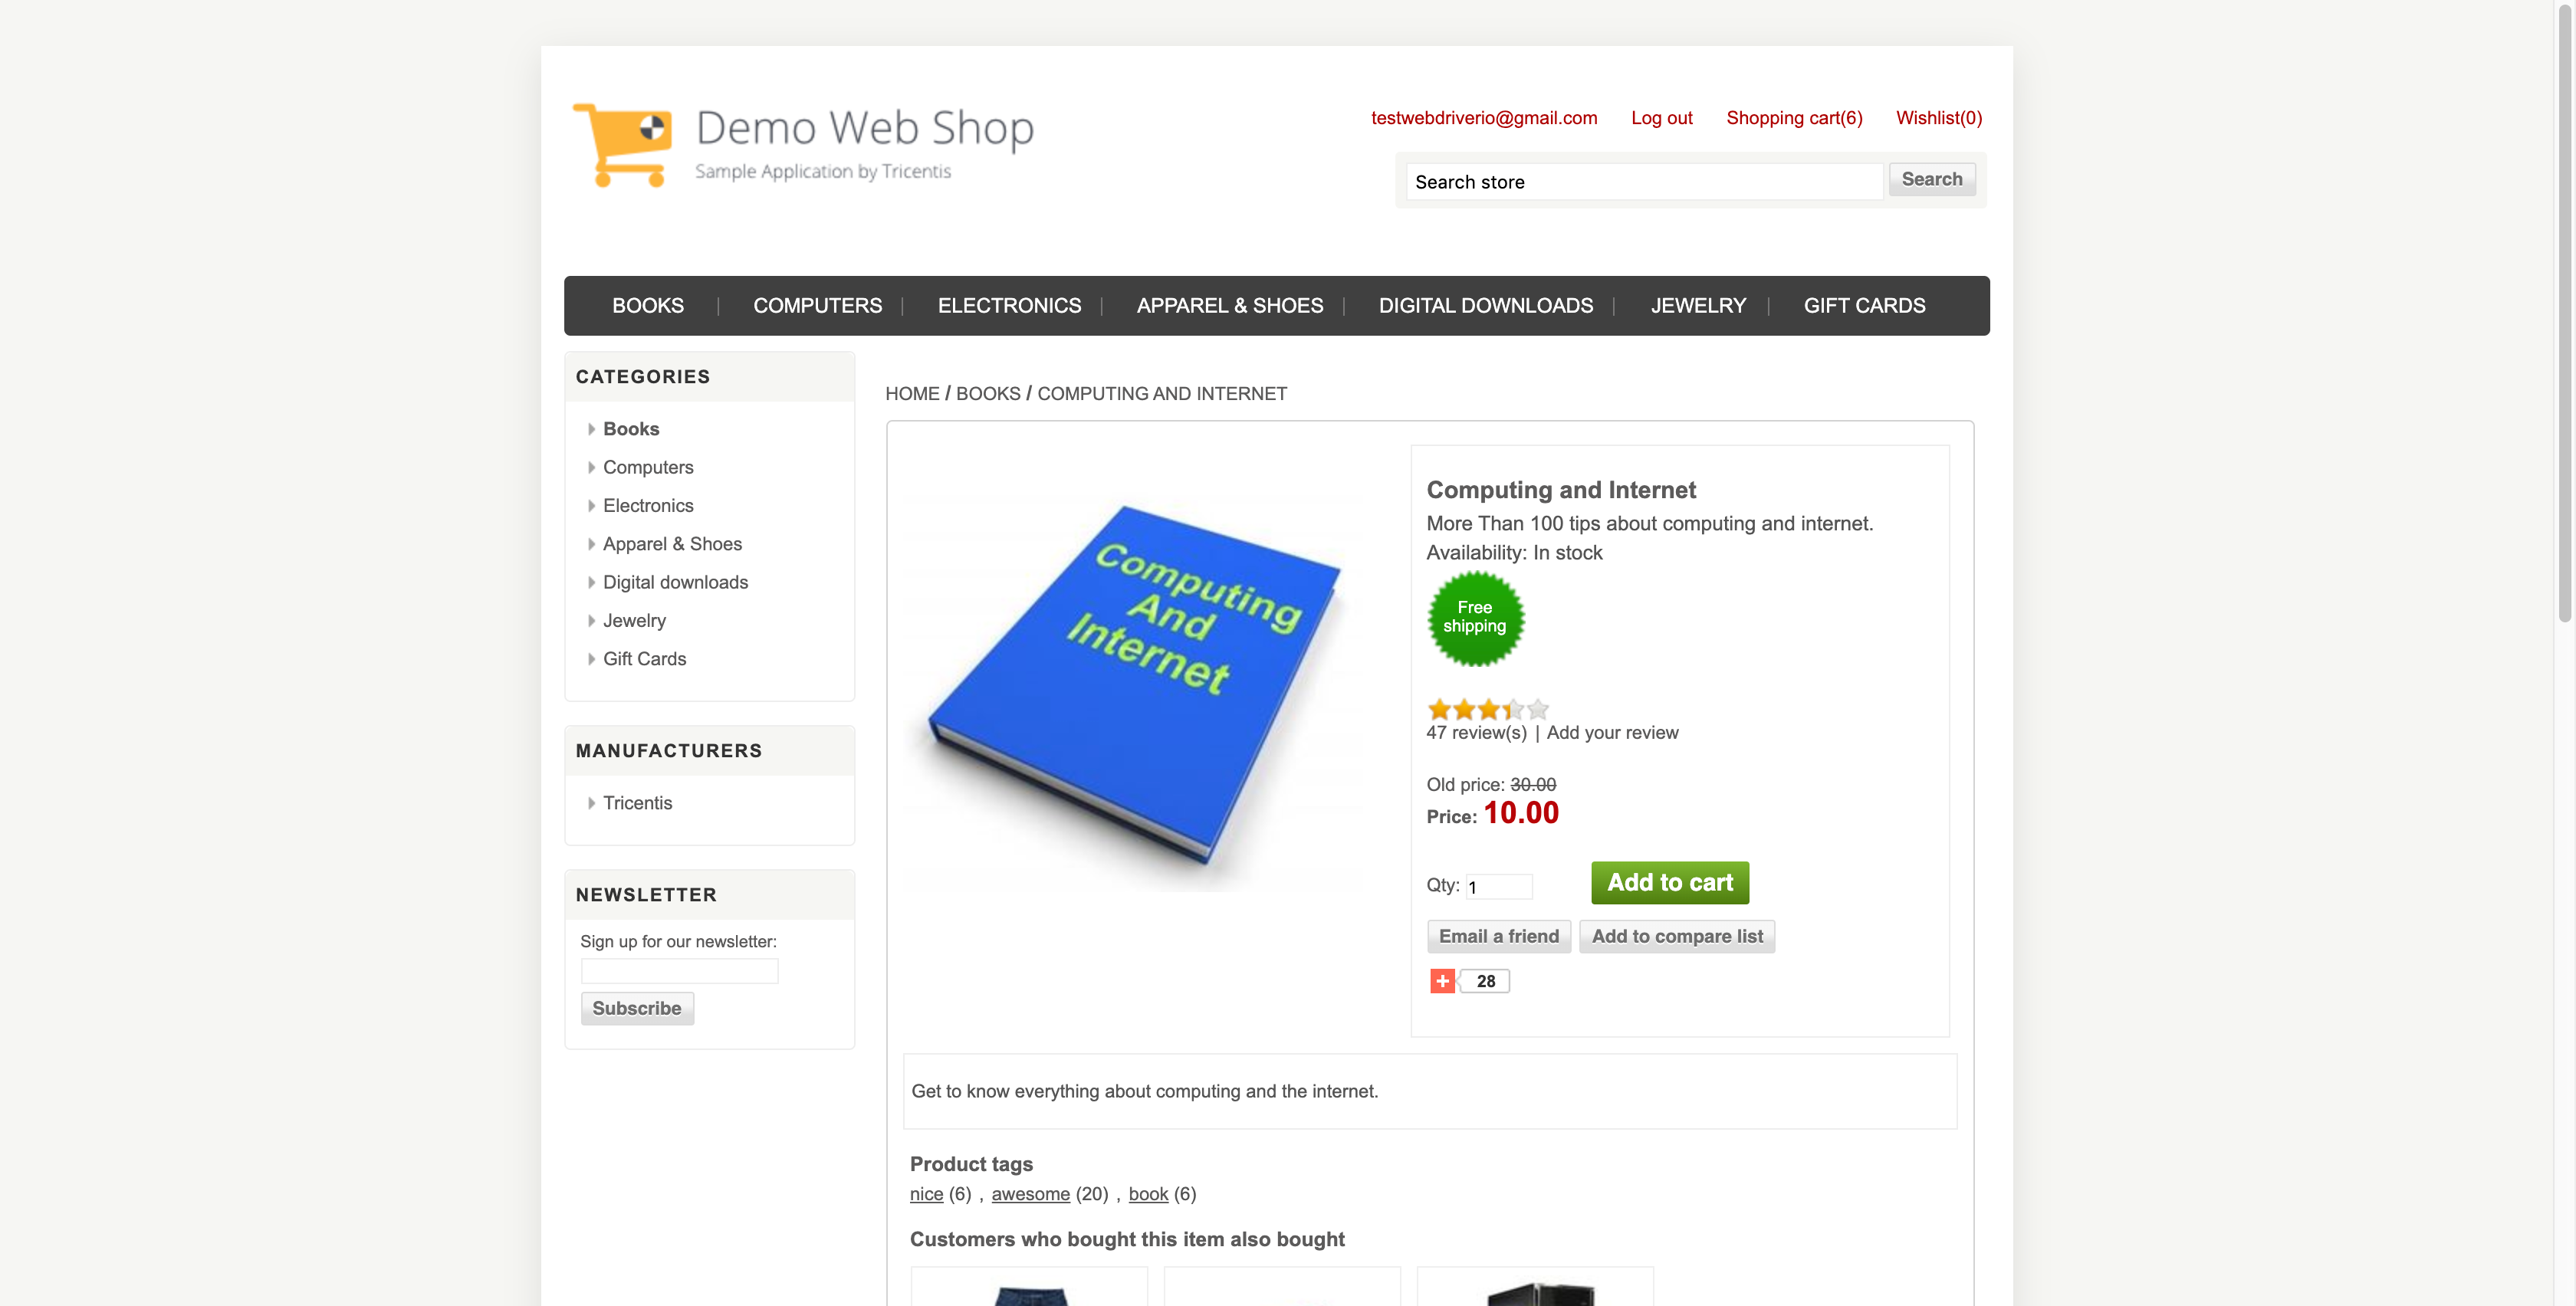 Demo Web Shop
Sample Application by Tricentis
testwebdriverio@gmail.com Log out Shopping cart(6) Wishlist(0)
Search store Search
BOOKS COMPUTERS ELECTRONICS APPAREL & SHOES DIGITAL DOWNLOADS JEWELRY GIFT CARDS
CATEGORIES
Books
Computers
Electronics
Apparel & Shoes
Digital downloads
Jewelry
Gift Cards
MANUFACTURERS
Tricentis
NEWSLETTER
Sign up for our newsletter:
Subscribe
HOME / BOOKS / COMPUTING AND INTERNET
Computing
And
Internet
Computing and Internet
More Than 100 tips about computing and internet.
Availability: In stock
Free
shipping
47 review(s) | Add your review
Old price: 30.00
Price: 10.00
Qty: 1 Add to cart
Email a friend Add to compare list
28
Get to know everything about computing and the internet.
Product tags
nice (6) , awesome (20) , book (6)
Customers who bought this item also bought